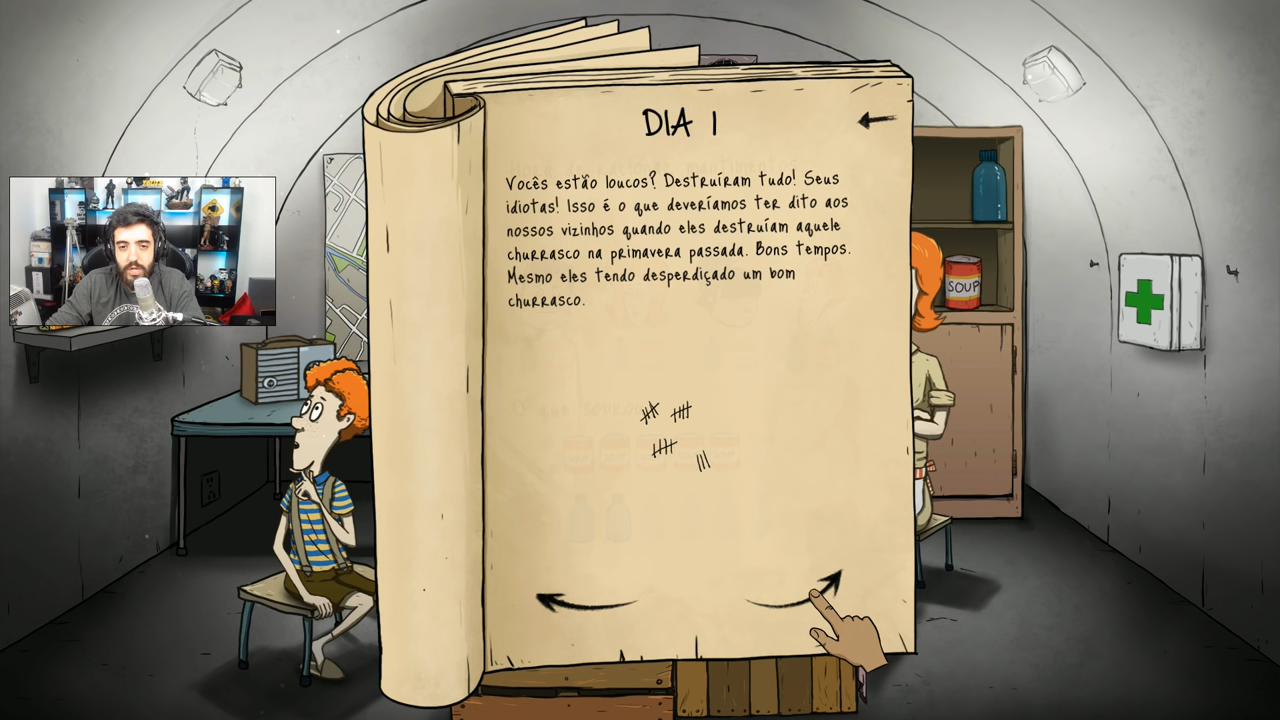 DIA 1
Vocês estão loucos? Destruíram tudo! Seus
idiotas! Isso é o que deveríamos ter dito aos
nossos vizinhos quando eles destruíam aquele
churrasco na primavera passada. Bons tempos.
Mesmo eles tendo desperdiçado um bom
churrasco.
SOUP